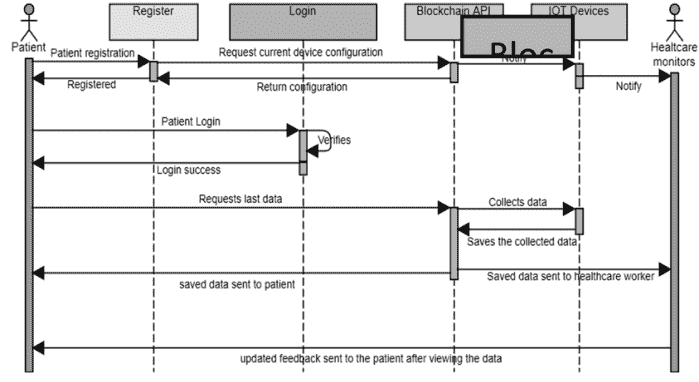 Register
Login
Blockchain API
IOT Devices
Bloc
Patient
Healtcare
monitors
Patient registration
Request current device configuration
Notify
Registered
Return configuration
Notify
Patient Login
Verifies
Login success
Requests last data
Collects data
Saves the collected data
saved data sent to patient
Saved data sent to healthcare worker
updated feedback sent to the patient after viewing the data